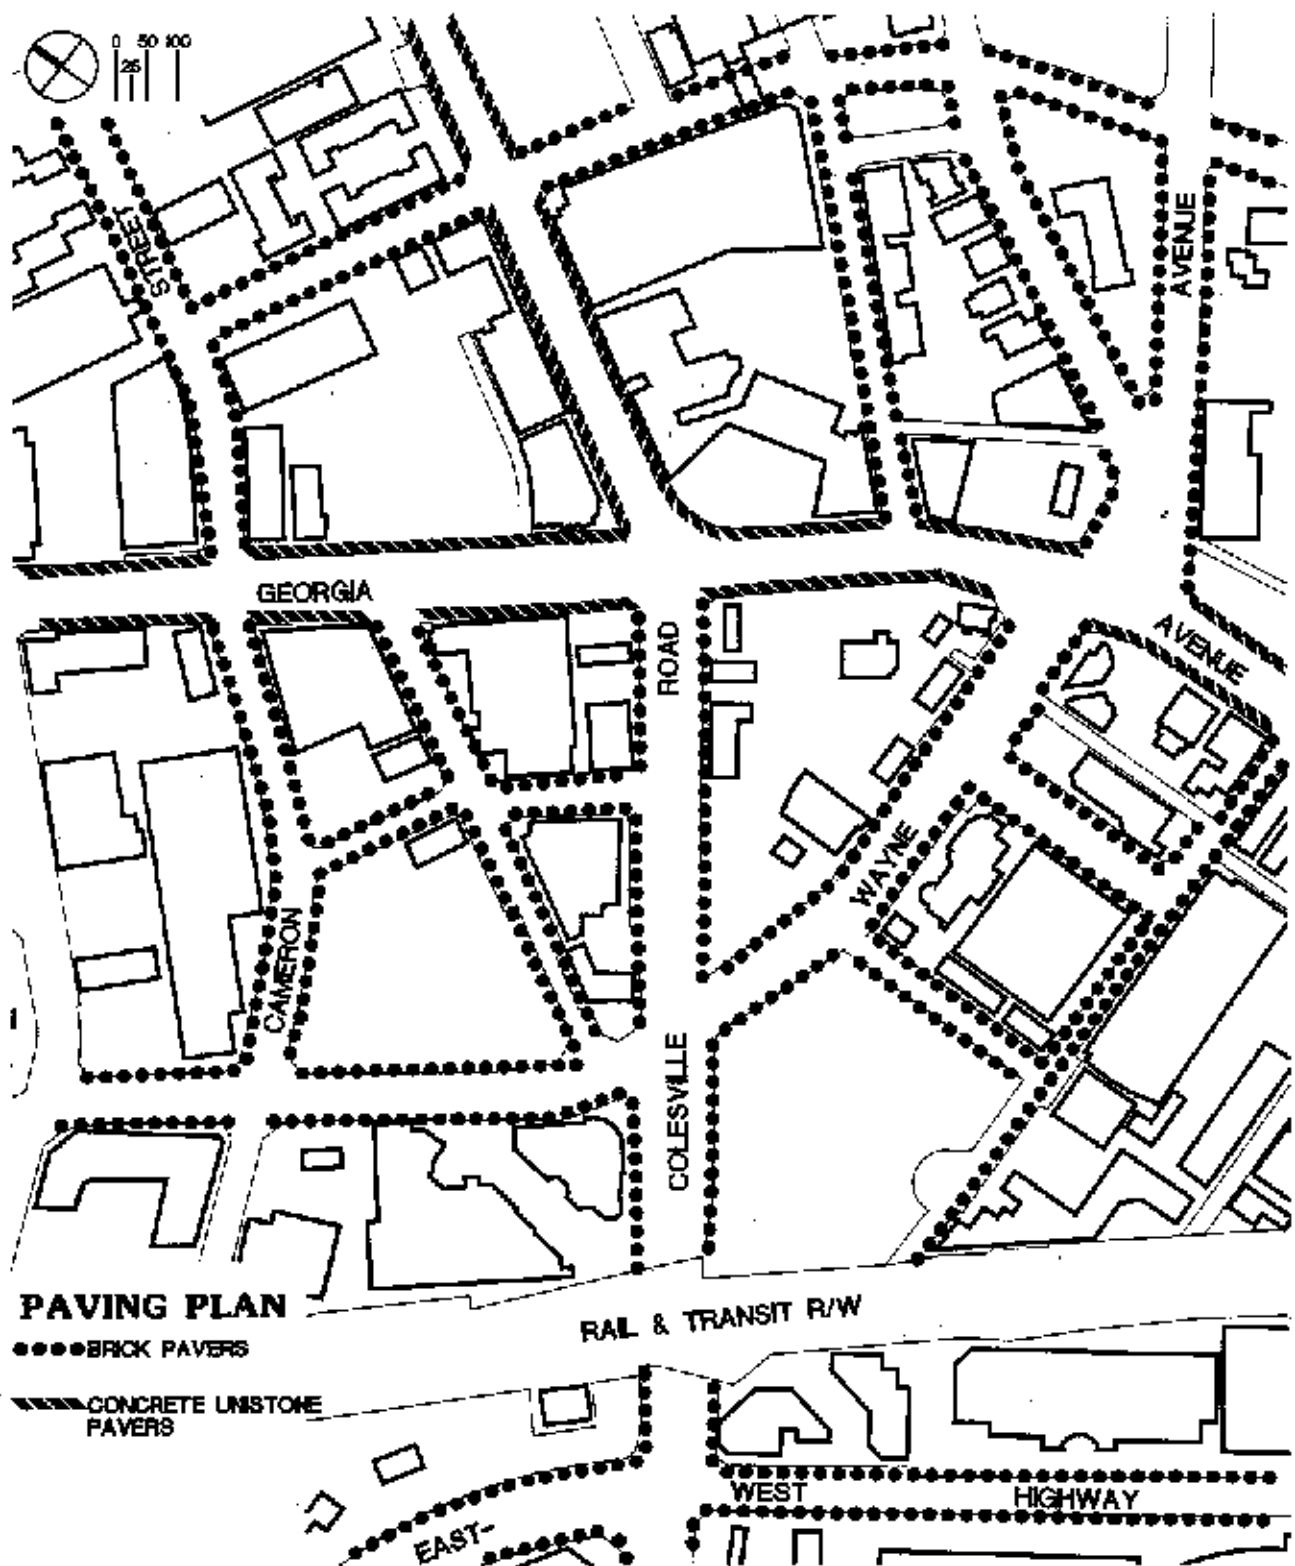 0 50 100
25
STREET
AVENUE
GEORGIA
AVENUE
ROAD
WAYNE
CAMERON
COLESVILLE
PAVING PLAN
BRICK PAVERS
RAIL & TRANSIT R/W
CONCRETE UNISTONE
PAVERS
WEST
HIGHWAY
EAST-